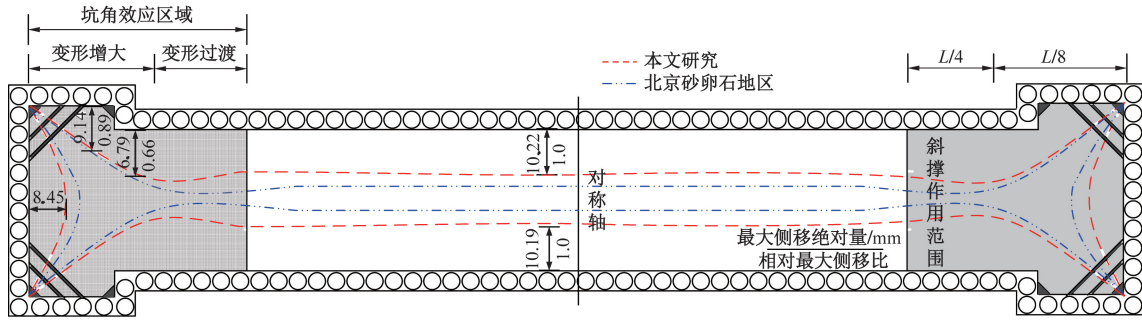 坑角效应区域
变形增大
变形过渡
本文研究
北京砂卵石地区
L/4
L/8
9.14
0.89
6.79
0.66
10.22
1.0
8.45
对称轴
斜撑作用范围
10.19
1.0
最大侧移绝对量/mm
相对最大侧移比